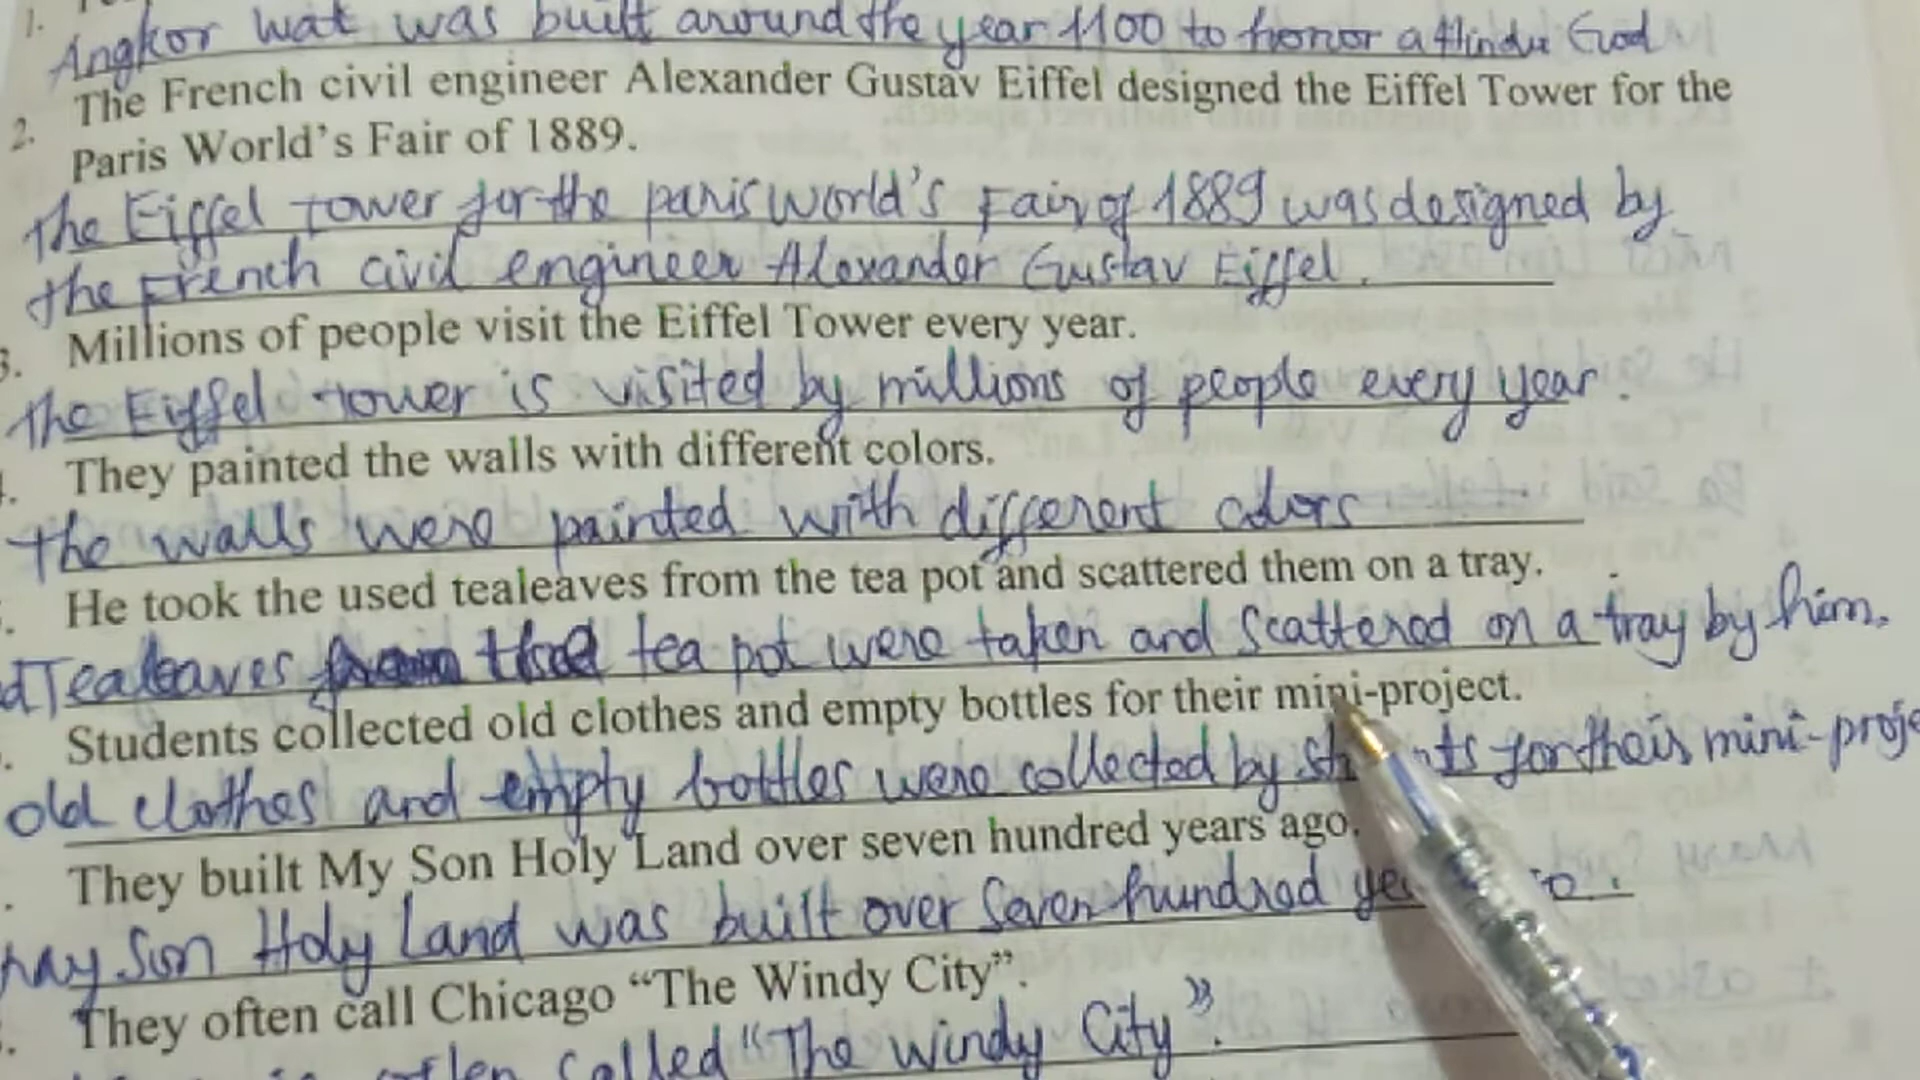 1.
Angkor wat was built around the year 1100 to honor a Hindu God
2. The French civil engineer Alexander Gustav Eiffel designed the Eiffel Tower for the
Paris World's Fair of 1889.
The Eiffel tower for the paris World's Fair of 1889 was designed by
the French civil engineer Alexander Gustav Eiffel.
3. Millions of people visit the Eiffel Tower every year.
The Eiffel tower is visited by millions of people every year.
They painted the walls with different colors.
the walls were painted with different colors
He took the used tealeaves from the tea pot and scattered them on a tray.
Tealeaves from the tea pot were taken and scattered on a tray by him.
Students collected old clothes and empty bottles for their mini-project.
old clothes and empty bottles were collected by for their mini-proje
They built My Son Holy Land over seven hundred years ago.
Son Holy Land was built over seven hundred
They often call Chicago “The Windy City”.
often called “The Windy City”.